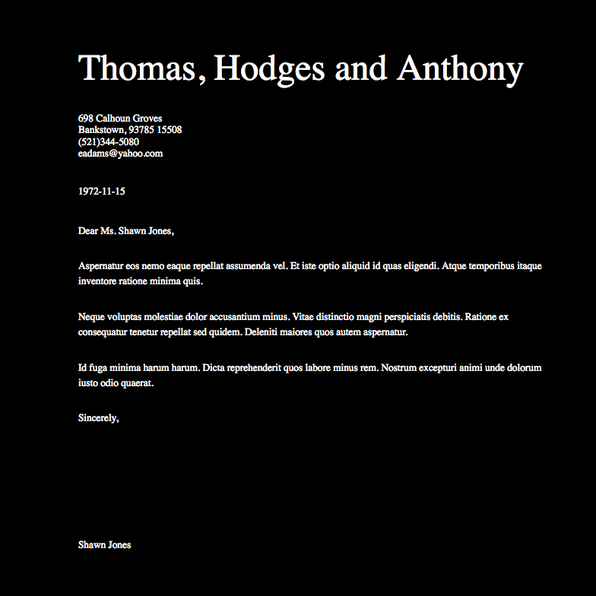 Thomas, Hodges and Anthony
698 Calhoun Groves
Bankstown, 93785 15508
(521)344-5080
eadams@yahoo.com
1972-11-15
Dear Ms. Shawn Jones,
Aspernatur eos nemo eaque repellat assumenda vel. Et iste optio aliquid id quas eligendi. Atque temporibus itaque
inventore ratione minima quis.
Neque voluptas molestiae dolor accusantium minus. Vitae distinctio magni perspiciatis debitis. Ratione ex
consequatur tenetur repellat sed quidem. Deleniti maiores quos autem aspernatur.
Id fuga minima harum harum. Dicta reprehenderit quos labore minus rem. Nostrum excepturi animi unde dolorum
iusto odio quaerat.
Sincerely,
Shawn Jones